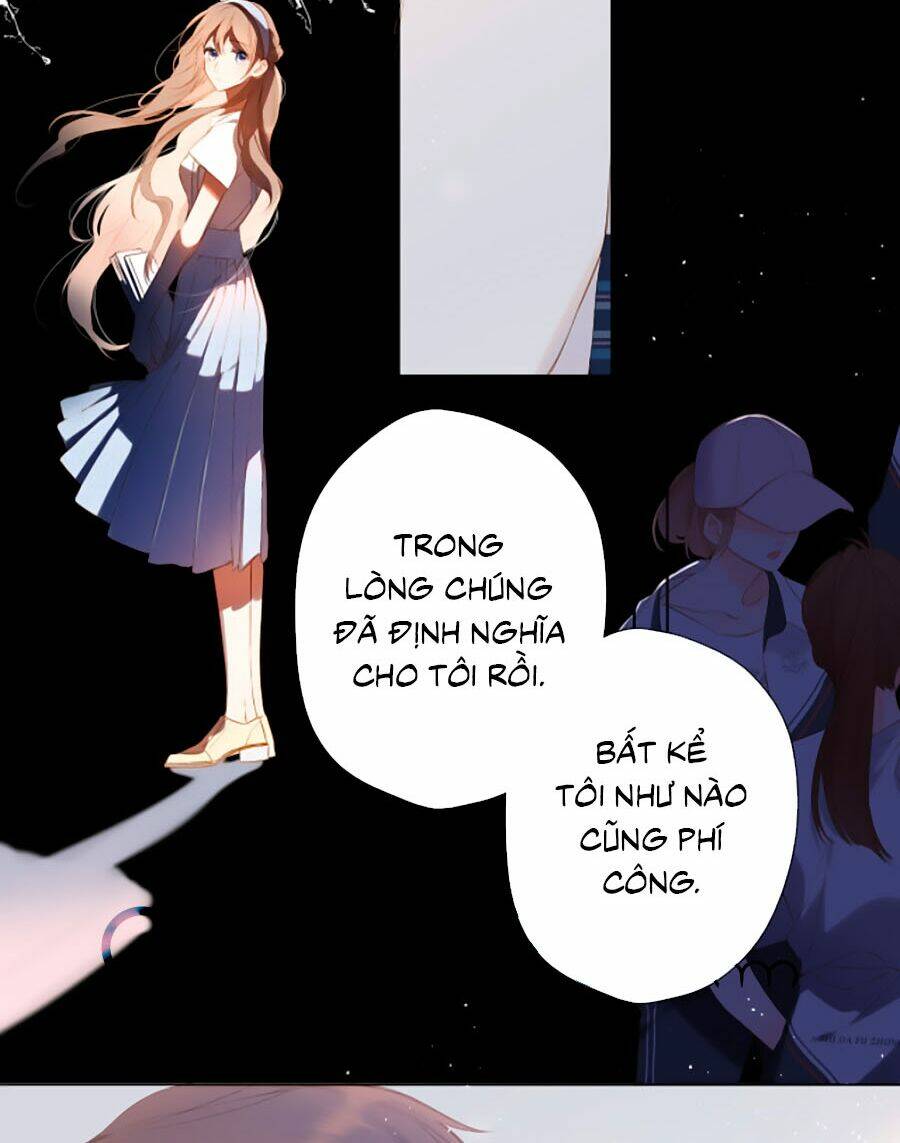 TRONG
LÒNG CHÚNG
ĐÃ ĐỊNH NGHĨA
CHO TÔI RỒI.
BẤT KỂ
TÔI NHƯ NÀO
CŨNG PHÍ
CÔNG.